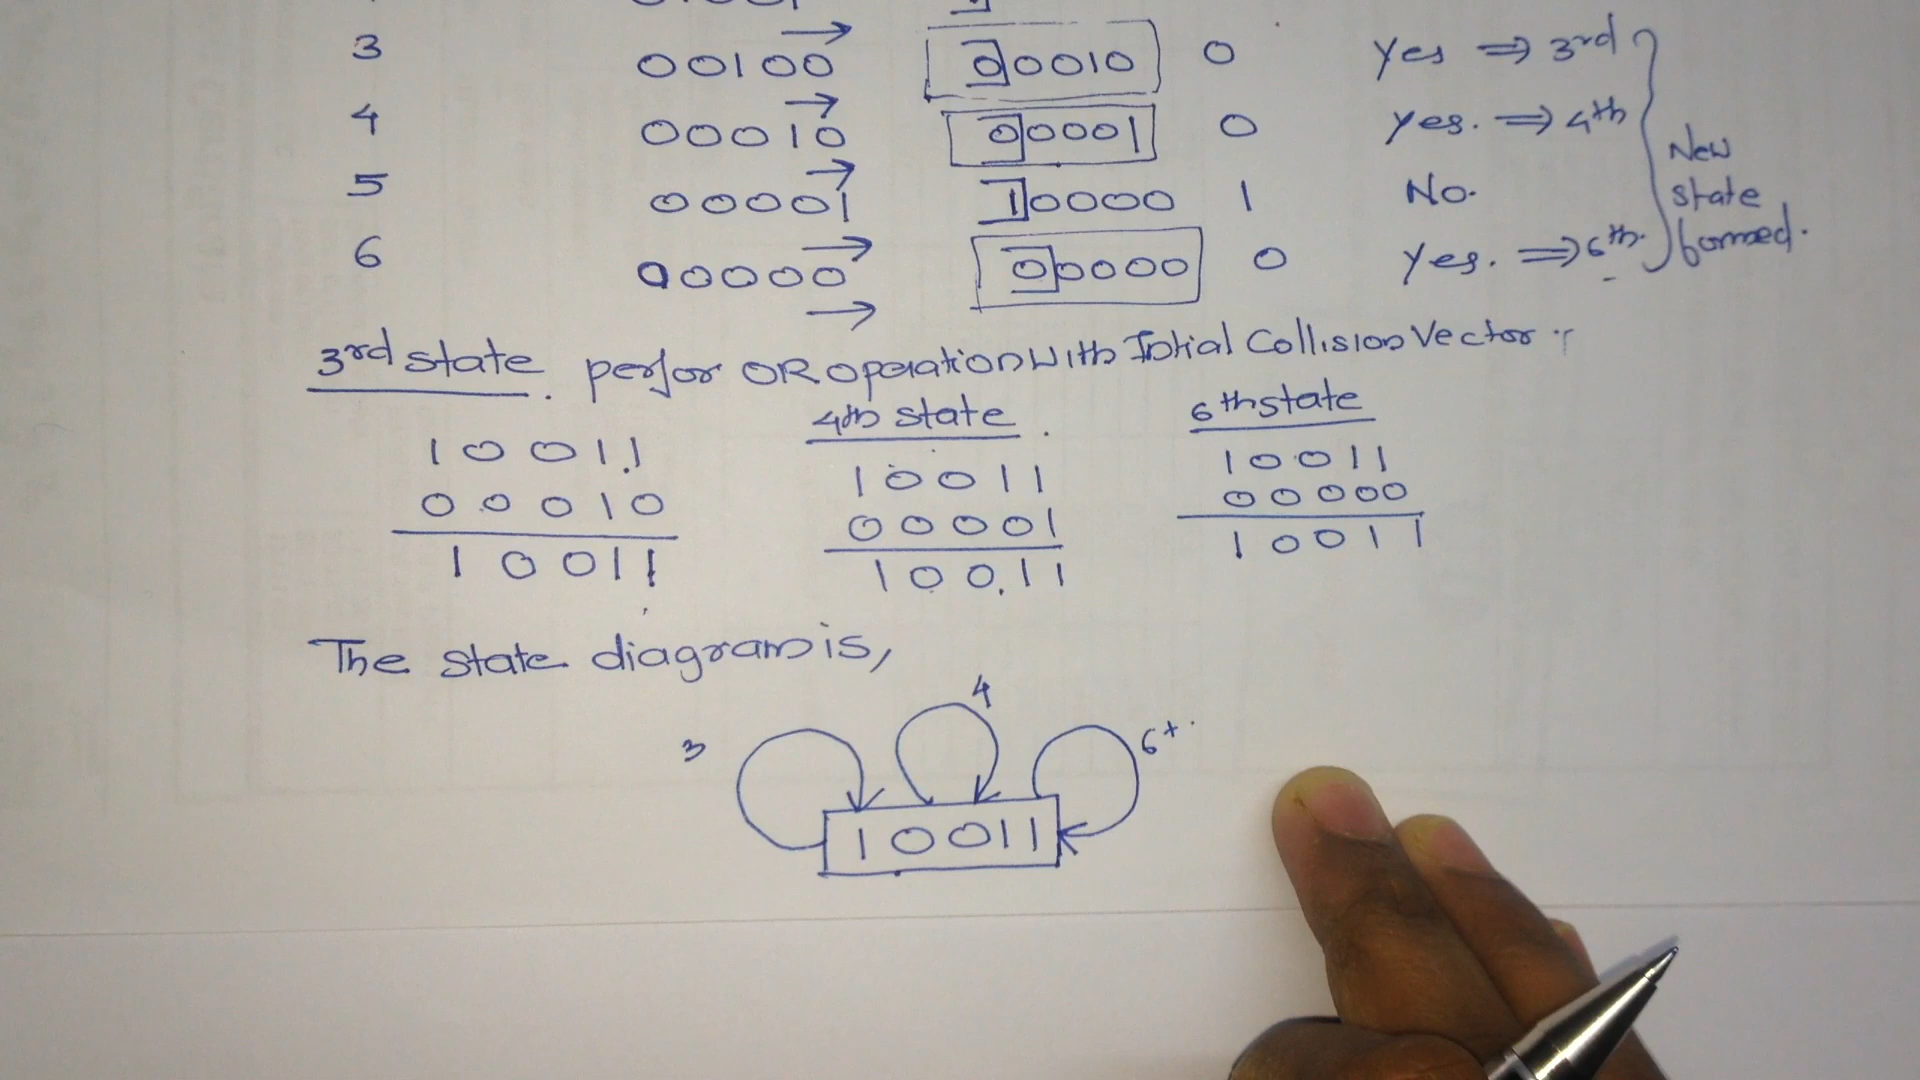 3 00100 00010 0 Yes ⇒ 3rd
4 00010 00001 0 Yes. ⇒ 4th
5 00001 10000 1 No.
6 00000 00000 0 Yes. ⇒ 6th.
New
state
formed.
3rd state. perfor OR operation with Intial Collision Vector :
4th state.
6th state
10011 10011 10011
00010 00001 00000
10011 10011 10011
The state diagram is,
3 4 6+
10011